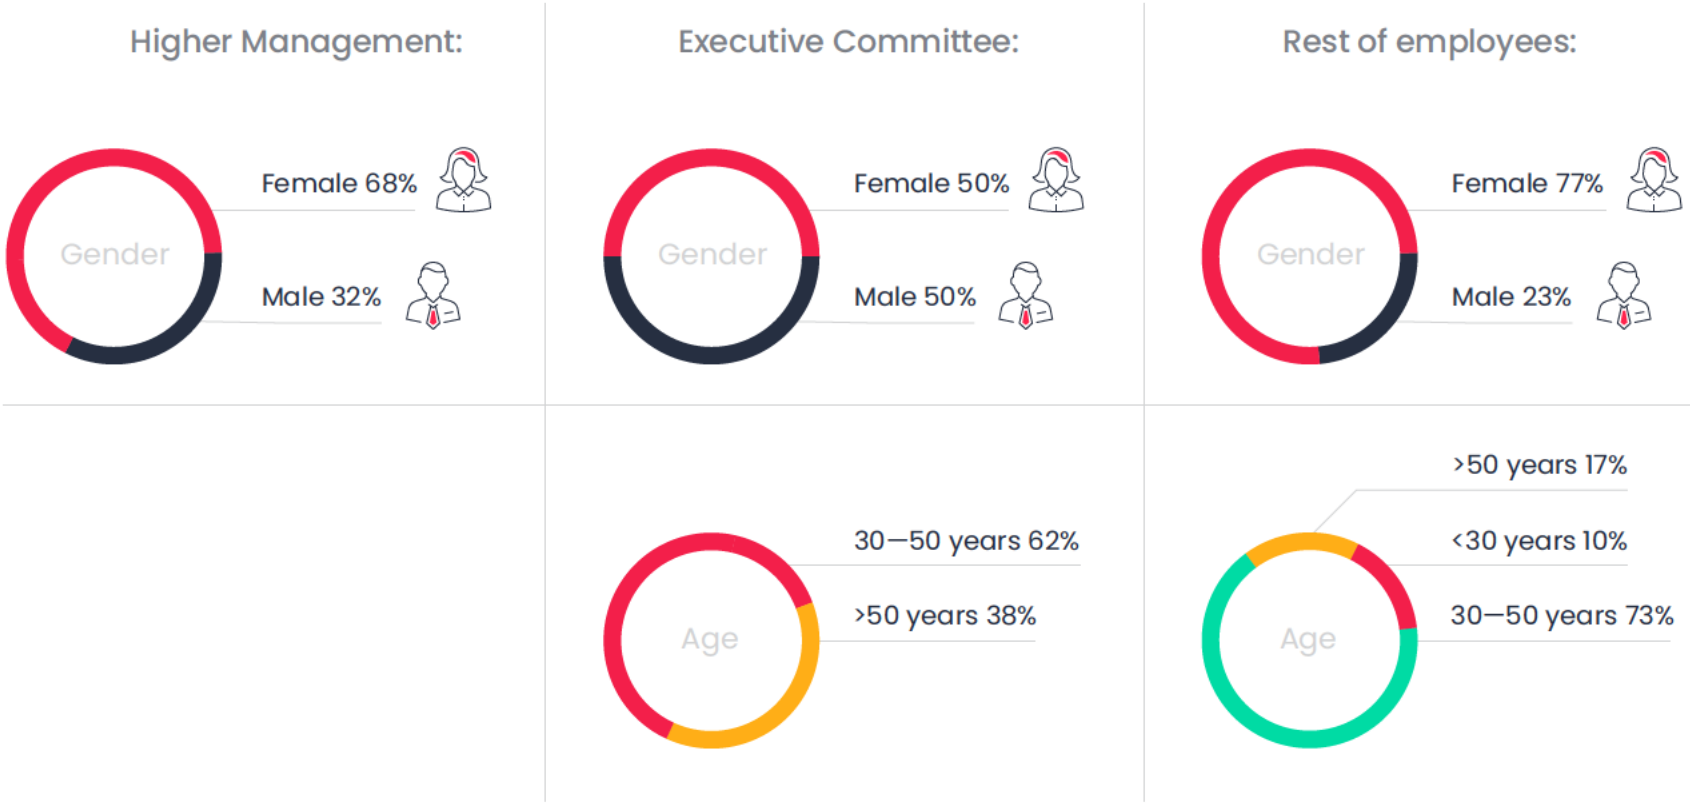 Higher Management:
Female 68%
Gender
Male 32%
Executive Committee:
Female 50%
Gender
Male 50%
Rest of employees:
Female 77%
Gender
Male 23%
30—50 years 62%
>50 years 38%
Age
>50 years 17%
<30 years 10%
30—50 years 73%
Age